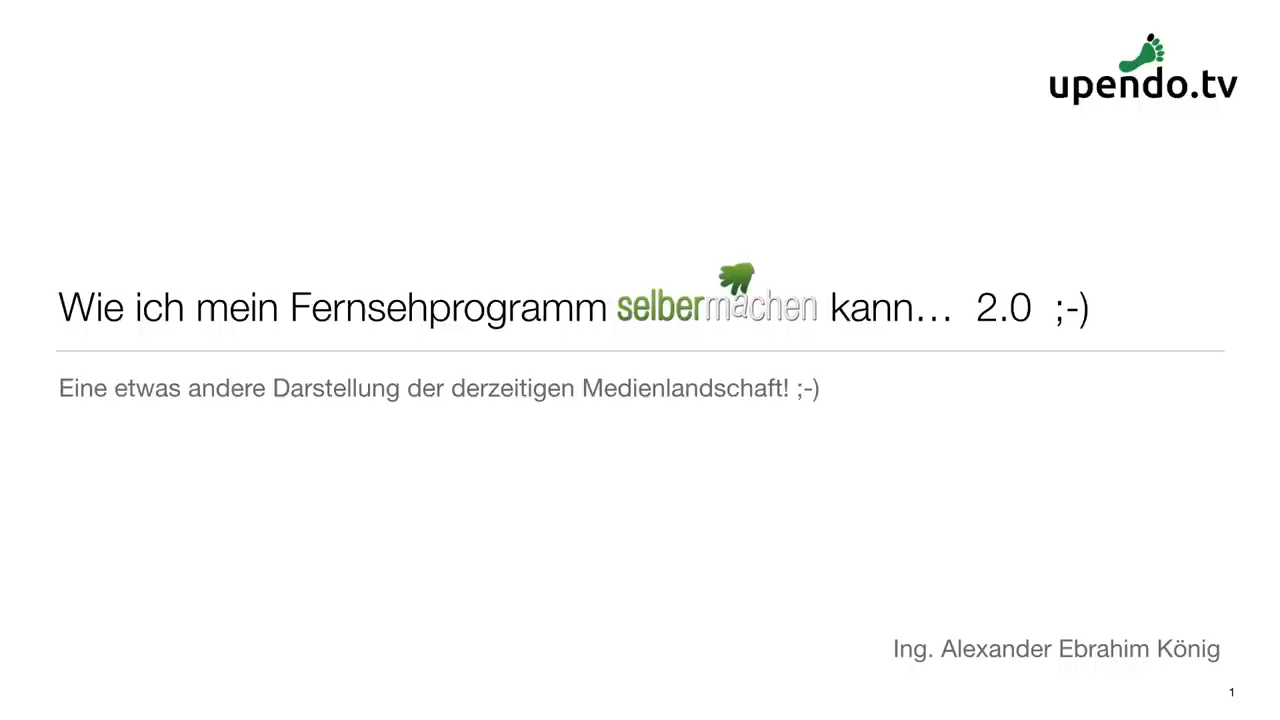 upendo.tv
Wie ich mein Fernsehprogramm selbermachen kann... 2.0 ;-)
Eine etwas andere Darstellung der derzeitigen Medienlandschaft! ;-)
Ing. Alexander Ebrahim König
1